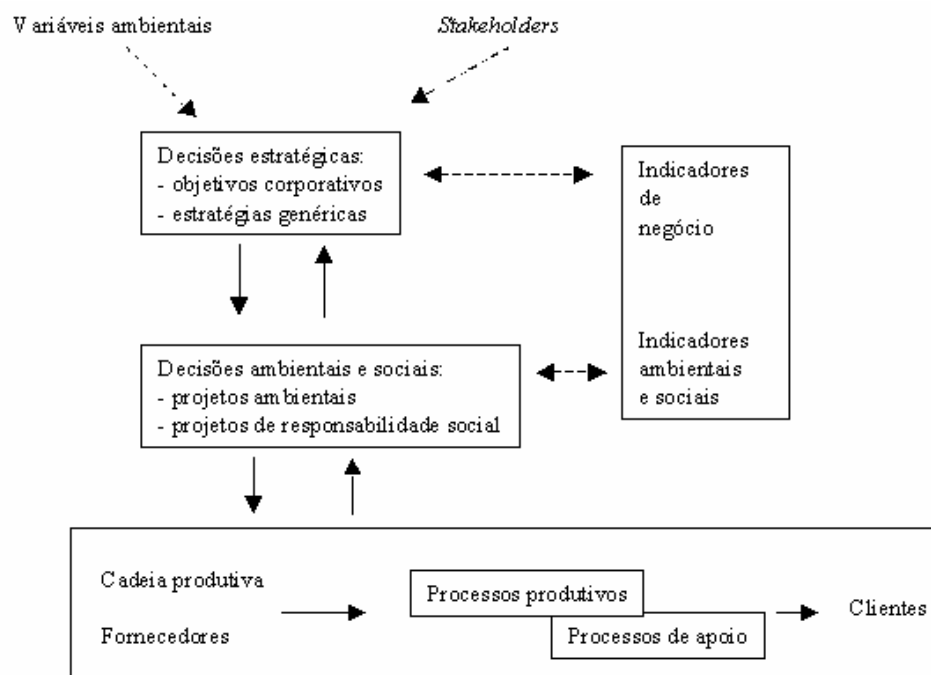 Variáveis ambientais
Stakeholders
Decisões estratégicas:
- objetivos corporativos
- estratégias genéricas
Indicadores
de
negócio
Decisões ambientais e sociais:
- projetos ambientais
- projetos de responsabilidade social
Indicadores
ambientais
e sociais
Cadeia produtiva
Fornecedores
Processos produtivos
Processos de apoio
Clientes